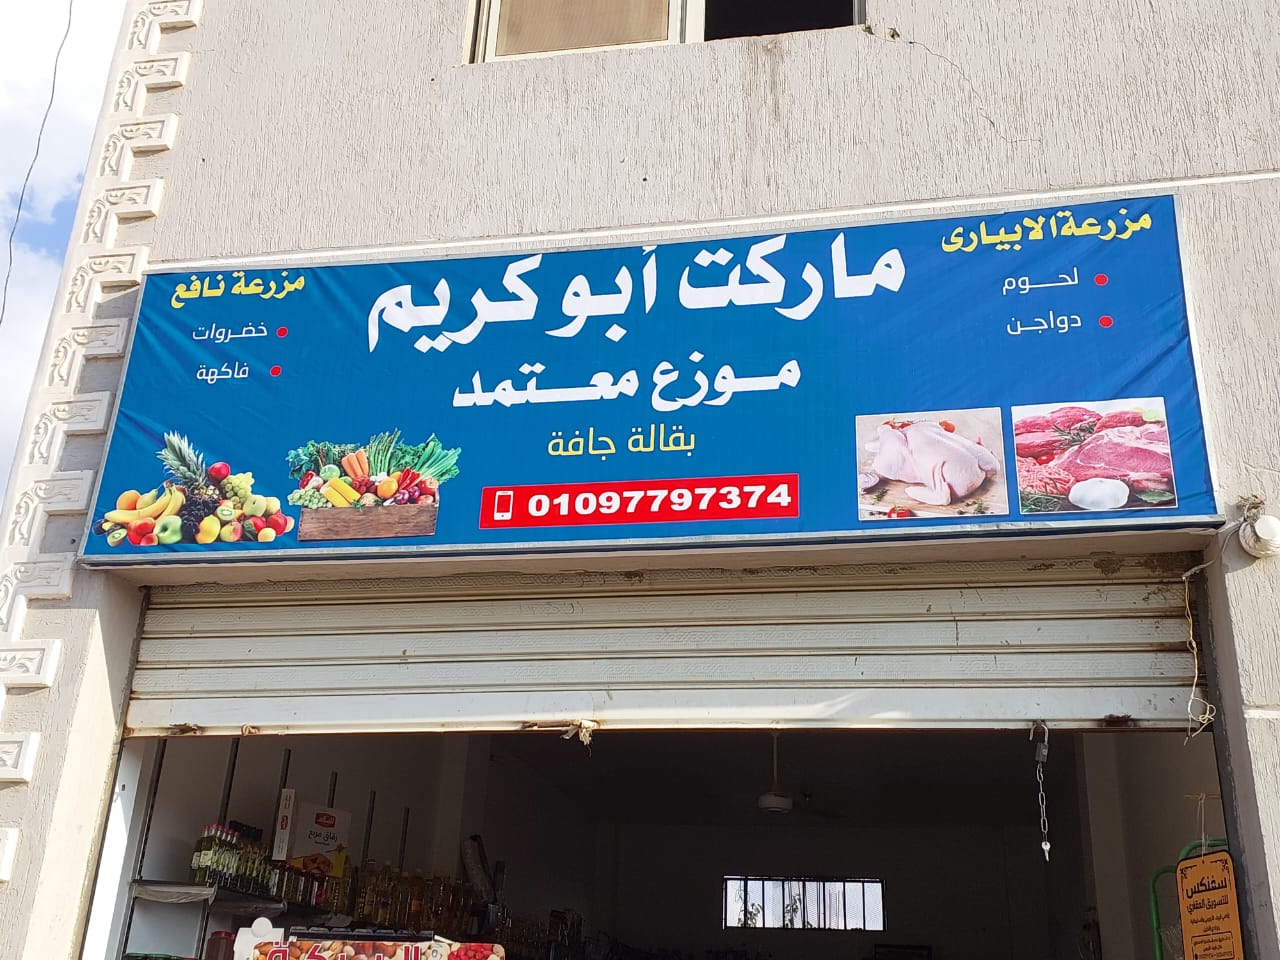 ماركت أبو كريم
موزع معتمد
بقالة جافة
01097797374
مزرعة الابيارى
لحوم
دواجن
مزرعة نافع
خضروات
فاكهة
رقاق مربع
سفنكس
للتسويق العقاري